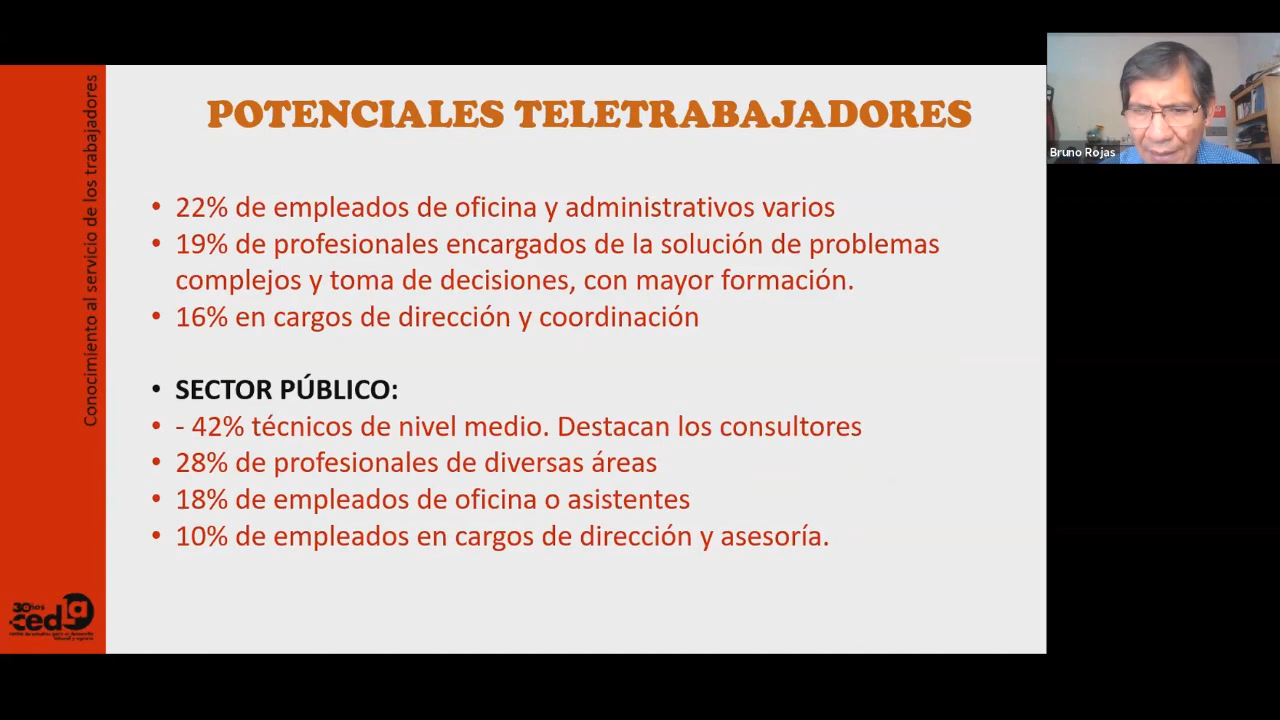 POTENCIALES TELETRABAJADORES
• 22% de empleados de oficina y administrativos varios
• 19% de profesionales encargados de la solución de problemas
complejos y toma de decisiones, con mayor formación.
• 16% en cargos de dirección y coordinación
• SECTOR PÚBLICO:
• - 42% técnicos de nivel medio. Destacan los consultores
• 28% de profesionales de diversas áreas
• 18% de empleados de oficina o asistentes
• 10% de empleados en cargos de dirección y asesoría.
Conocimiento al servicio de los trabajadores
30años
cedla
Bruno Rojas